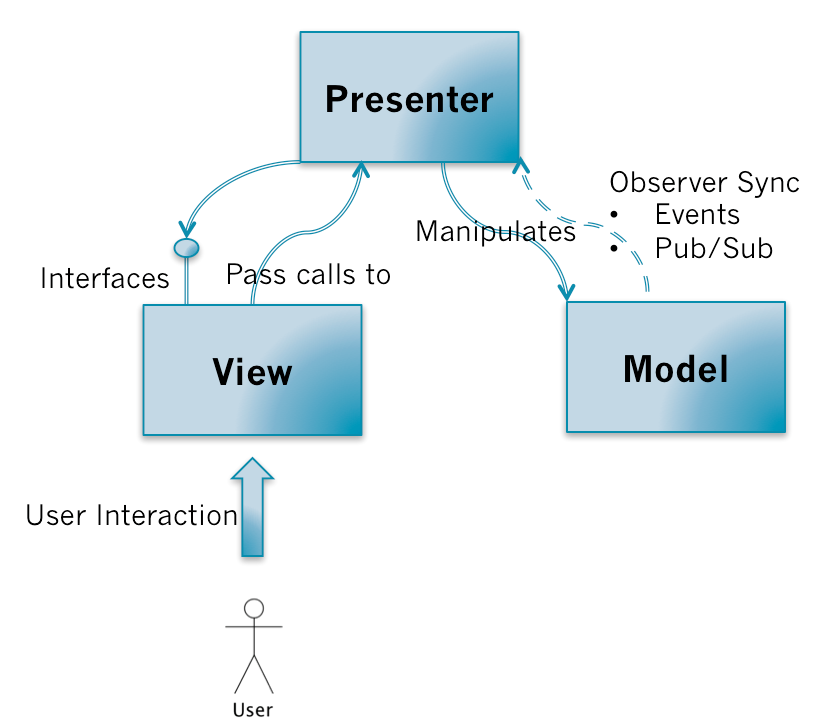 Presenter
Observer Sync
• Events
• Pub/Sub
Manipulates
Interfaces
Pass calls to
View
Model
User Interaction
User